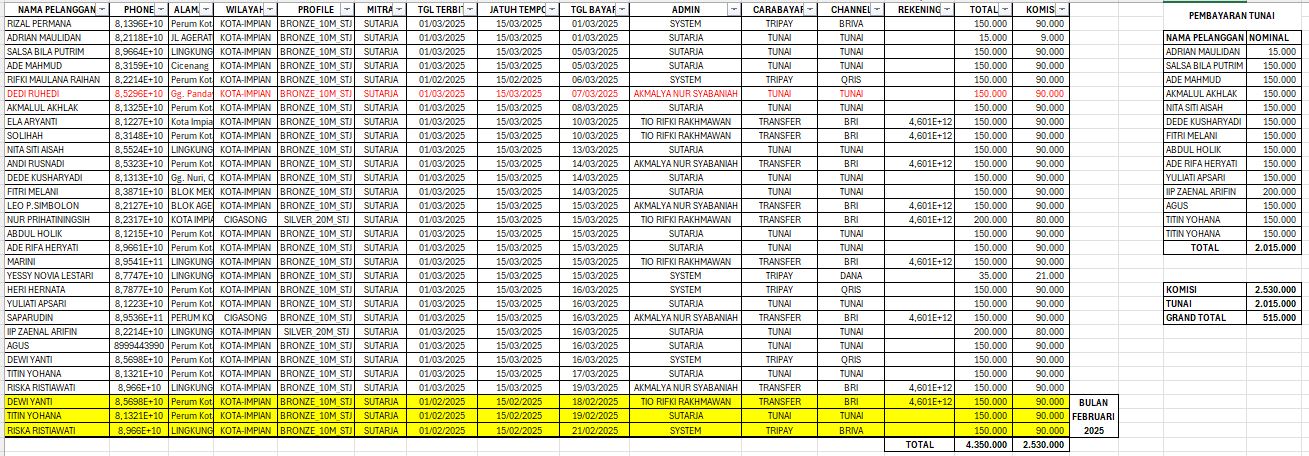 NAMA PELANGGAN PHONE ALAM WILAYAH PROFILE MITRA TGL TERBIT JATUH TEMPO TGL BAYAR ADMIN CARABAYAR CHANNEL REKENING TOTAL KOMIS
RIZAL PERMANA 8,1396E+10 Perum Kot KOTA-IMPIAN BRONZE_10M_STJ SUTARJA 01/03/2025 15/03/2025 01/03/2025 SYSTEM TRIPAY BRIVA 150.000 90.000
ADRIAN MAULIDAN 8,2118E+10 JL AGERAT KOTA-IMPIAN BRONZE_10M_STJ SUTARJA 01/03/2025 15/03/2025 01/03/2025 SUTARJA TUNAI TUNAI 15.000 9.000
SALSA BILA PUTRIM 8,9664E+10 LINGKUNG KOTA-IMPIAN BRONZE_10M_STJ SUTARJA 01/03/2025 15/03/2025 05/03/2025 SUTARJA TUNAI TUNAI 150.000 90.000
ADE MAHMUD 8,3159E+10 Cicenang KOTA-IMPIAN BRONZE_10M_STJ SUTARJA 01/03/2025 15/03/2025 05/03/2025 SUTARJA TUNAI TUNAI 150.000 90.000
RIFKI MAULANA RAIHAN 8,2214E+10 Perum Kot KOTA-IMPIAN BRONZE_10M_STJ SUTARJA 01/02/2025 15/02/2025 06/03/2025 SYSTEM TRIPAY QRIS 150.000 90.000
DEDI RUHEDI 8,5296E+10 Gg. Panda KOTA-IMPIAN BRONZE_10M_STJ SUTARJA 01/03/2025 15/03/2025 07/03/2025 AKMALYA NUR SYABANIAH TUNAI TUNAI 150.000 90.000
AKMALUL AKHLAK 8,1325E+10 Perum Kot KOTA-IMPIAN BRONZE_10M_STJ SUTARJA 01/03/2025 15/03/2025 08/03/2025 SUTARJA TUNAI TUNAI 150.000 90.000
ELA ARYANTI 8,1227E+10 Kota Impia KOTA-IMPIAN BRONZE_10M_STJ SUTARJA 01/03/2025 15/03/2025 10/03/2025 TIO RIFKI RAKHMAWAN TRANSFER BRI 4,601E+12 150.000 90.000
SOLIHAH 8,3148E+10 Perum Kot KOTA-IMPIAN BRONZE_10M_STJ SUTARJA 01/03/2025 15/03/2025 10/03/2025 TIO RIFKI RAKHMAWAN TRANSFER BRI 4,601E+12 150.000 90.000
NITA SITI AISAH 8,5524E+10 LINGKUNG KOTA-IMPIAN BRONZE_10M_STJ SUTARJA 01/03/2025 15/03/2025 13/03/2025 SUTARJA TUNAI TUNAI 150.000 90.000
ANDI RUSNADI 8,5323E+10 Perum Kot KOTA-IMPIAN BRONZE_10M_STJ SUTARJA 01/03/2025 15/03/2025 14/03/2025 AKMALYA NUR SYABANIAH TRANSFER BRI 4,601E+12 150.000 90.000
DEDE KUSHARYADI 8,1313E+10 Gg. Nuri, C KOTA-IMPIAN BRONZE_10M_STJ SUTARJA 01/03/2025 15/03/2025 14/03/2025 SUTARJA TUNAI TUNAI 150.000 90.000
FITRI MELANI 8,3871E+10 BLOK MEK KOTA-IMPIAN BRONZE_10M_STJ SUTARJA 01/03/2025 15/03/2025 14/03/2025 SUTARJA TUNAI TUNAI 150.000 90.000
LEO P.SIMBOLON 8,2127E+10 BLOK AGE KOTA-IMPIAN BRONZE_10M_STJ SUTARJA 01/03/2025 15/03/2025 15/03/2025 AKMALYA NUR SYABANIAH TRANSFER BRI 4,601E+12 150.000 90.000
NUR PRIHATININGSIH 8,2317E+10 KOTA IMPIA CIGASONG SILVER_20M_STJ SUTARJA 01/03/2025 15/03/2025 15/03/2025 TIO RIFKI RAKHMAWAN TRANSFER BRI 4,601E+12 200.000 80.000
ABDUL HOLIK 8,1215E+10 Perum Kot KOTA-IMPIAN BRONZE_10M_STJ SUTARJA 01/03/2025 15/03/2025 15/03/2025 SUTARJA TUNAI TUNAI 150.000 90.000
ADE RIFA HERYATI 8,9661E+10 Perum Kot KOTA-IMPIAN BRONZE_10M_STJ SUTARJA 01/03/2025 15/03/2025 15/03/2025 SUTARJA TUNAI TUNAI 150.000 90.000
MARINI 8,9541E+11 Perum Kot KOTA-IMPIAN BRONZE_10M_STJ SUTARJA 01/03/2025 15/03/2025 15/03/2025 TIO RIFKI RAKHMAWAN TRANSFER BRI 4,601E+12 150.000 90.000
YESSY NOVIA LESTARI 8,7747E+10 Perum Kot KOTA-IMPIAN BRONZE_10M_STJ SUTARJA 01/03/2025 15/03/2025 15/03/2025 SYSTEM TRIPAY DANA 35.000 21.000
HERI HERNATA 8,7877E+10 Perum Kot KOTA-IMPIAN BRONZE_10M_STJ SUTARJA 01/03/2025 15/03/2025 16/03/2025 SYSTEM TRIPAY QRIS 150.000 90.000
YULIATI APSARI 8,1223E+10 Perum Kot KOTA-IMPIAN BRONZE_10M_STJ SUTARJA 01/03/2025 15/03/2025 16/03/2025 SUTARJA TUNAI TUNAI 150.000 90.000
SAPARUDIN 8,9536E+11 PERUM KO CIGASONG BRONZE_10M_STJ SUTARJA 01/03/2025 15/03/2025 16/03/2025 AKMALYA NUR SYABANIAH TRANSFER BRI 4,601E+12 150.000 90.000
IIP ZAENAL ARIFIN 8,2214E+10 LINGKUNG KOTA-IMPIAN SILVER_20M_STJ SUTARJA 01/03/2025 15/03/2025 16/03/2025 SUTARJA TUNAI TUNAI 200.000 80.000
AGUS 8999443990 Perum Kot KOTA-IMPIAN BRONZE_10M_STJ SUTARJA 01/03/2025 15/03/2025 16/03/2025 SUTARJA TUNAI TUNAI 150.000 90.000
DEWI YANTI 8,5698E+10 Perum Kot KOTA-IMPIAN BRONZE_10M_STJ SUTARJA 01/03/2025 15/03/2025 16/03/2025 SYSTEM TRIPAY QRIS 150.000 90.000
TITIN YOHANA 8,1321E+10 Perum Kot KOTA-IMPIAN BRONZE_10M_STJ SUTARJA 01/03/2025 15/03/2025 17/03/2025 SUTARJA TUNAI TUNAI 150.000 90.000
RISKA RISTIAWATI 8,966E+10 LINGKUNG KOTA-IMPIAN BRONZE_10M_STJ SUTARJA 01/03/2025 15/03/2025 19/03/2025 AKMALYA NUR SYABANIAH TRANSFER BRI 4,601E+12 150.000 90.000
DEWI YANTI 8,5698E+10 Perum Kot KOTA-IMPIAN BRONZE_10M_STJ SUTARJA 01/02/2025 15/02/2025 18/02/2025 TIO RIFKI RAKHMAWAN TRANSFER BRI 4,601E+12 150.000 90.000 BULAN
TITIN YOHANA 8,1321E+10 Perum Kot KOTA-IMPIAN BRONZE_10M_STJ SUTARJA 01/02/2025 15/02/2025 19/02/2025 SUTARJA TUNAI TUNAI 150.000 90.000 FEBRUARI
RISKA RISTIAWATI 8,966E+10 LINGKUNG KOTA-IMPIAN BRONZE_10M_STJ SUTARJA 01/02/2025 15/02/2025 21/02/2025 SYSTEM TRIPAY BRIVA 150.000 90.000 2025
TOTAL 4.350.000 2.530.000
PEMBAYARAN TUNAI
NAMA PELANGGAN NOMINAL
ADRIAN MAULIDAN 15.000
SALSA BILA PUTRIM 150.000
ADE MAHMUD 150.000
AKMALUL AKHLAK 150.000
NITA SITI AISAH 150.000
DEDE KUSHARYADI 150.000
FITRI MELANI 150.000
ABDUL HOLIK 150.000
ADE RIFA HERYATI 150.000
YULIATI APSARI 150.000
IIP ZAENAL ARIFIN 200.000
AGUS 150.000
TITIN YOHANA 150.000
TITIN YOHANA 150.000
TOTAL 2.015.000
KOMISI 2.530.000
TUNAI 2.015.000
GRAND TOTAL 515.000